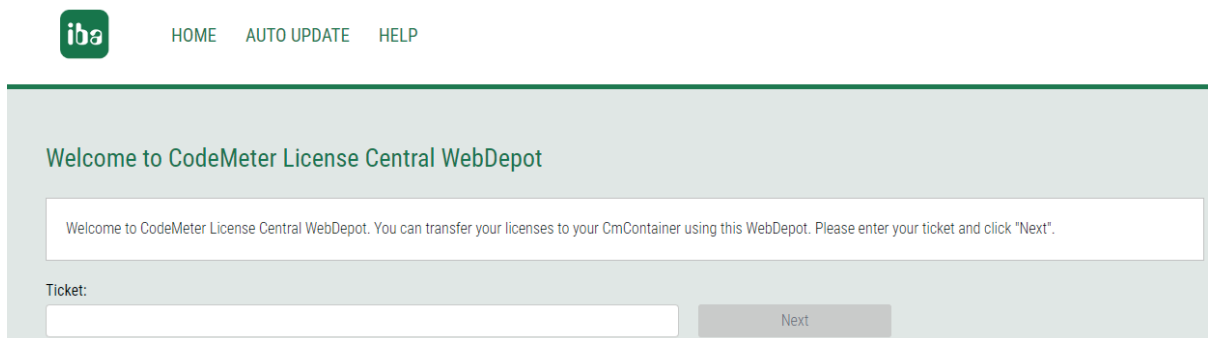 iba HOME AUTO UPDATE HELP
Welcome to CodeMeter License Central WebDepot
Welcome to CodeMeter License Central WebDepot. You can transfer your licenses to your CmContainer using this WebDepot. Please enter your ticket and click "Next".
Ticket:
Next